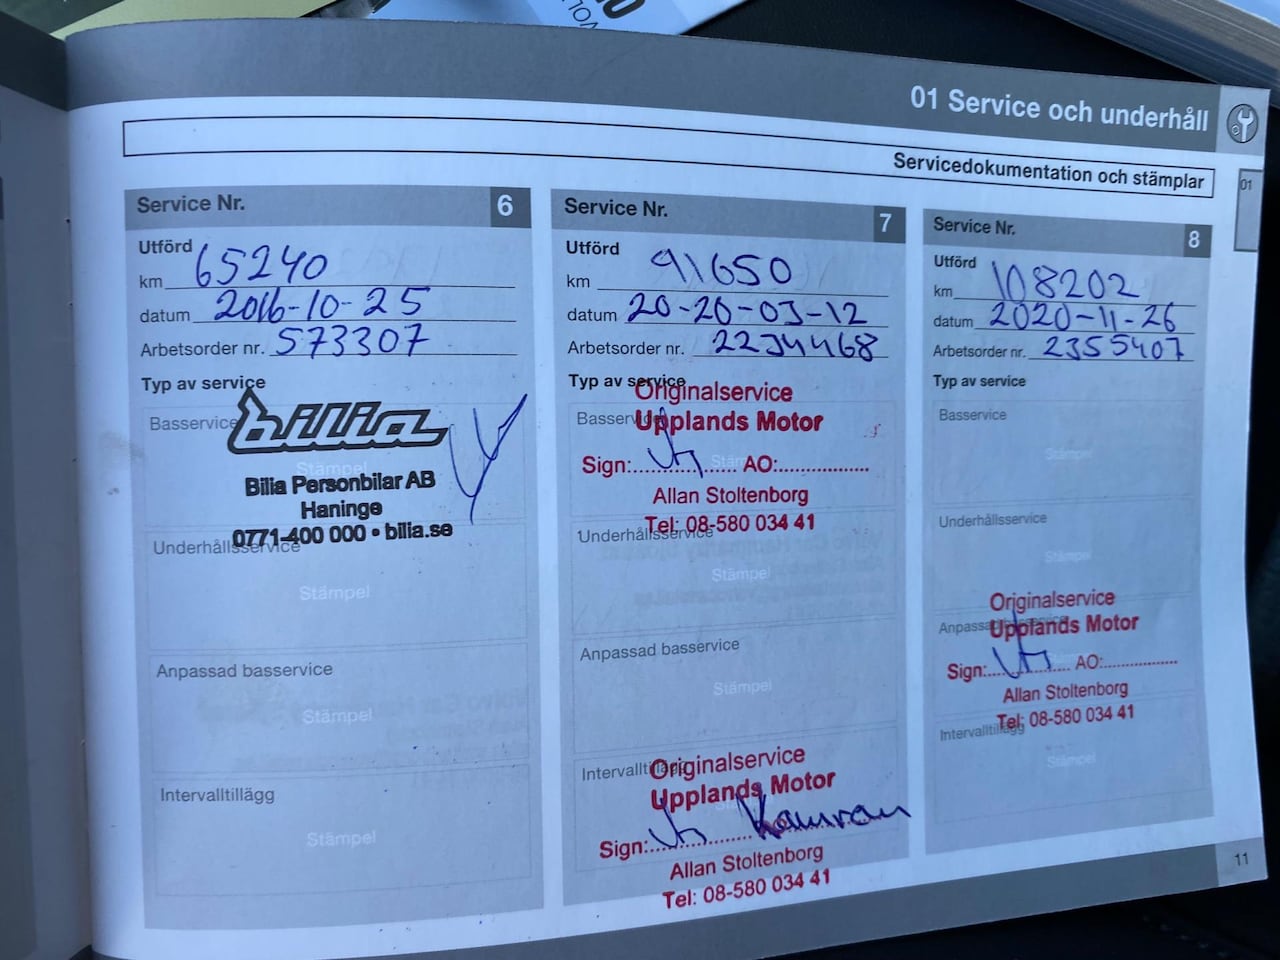 VOL
01 Service och underhåll
Servicedokumentation och stämplar
01
Service Nr. 6
Utförd
km 65240
datum 2016-10-25
Arbetsorder nr. 573307
Typ av service
Basservice
Stämpel
bilia
Bilia Personbilar AB
Haninge
0771-400 000 • bilia.se
Underhållsservice
Stämpel
Anpassad basservice
Stämpel
Intervalltillägg
Stämpel
Service Nr. 7
Utförd
km 91650
datum 20-20-03-12
Arbetsorder nr. 2234468
Typ av service
Basservice
Originalservice
Upplands Motor
Sign: AO:
Allan Stoltenborg
Tel: 08-580 034 41
Underhållsservice
Stämpel
Anpassad basservice
Stämpel
Intervalltillägg
Originalservice
Upplands Motor
Sign: Kamran
Allan Stoltenborg
Tel: 08-580 034 41
Service Nr. 8
Utförd
km 108202
datum 2020-11-26
Arbetsorder nr. 2355407
Typ av service
Basservice
Stämpel
Underhållsservice
Stämpel
Anpassad basservice
Originalservice
Upplands Motor
Sign: AO:
Allan Stoltenborg
Tel: 08-580 034 41
Intervalltillägg
Stämpel
11